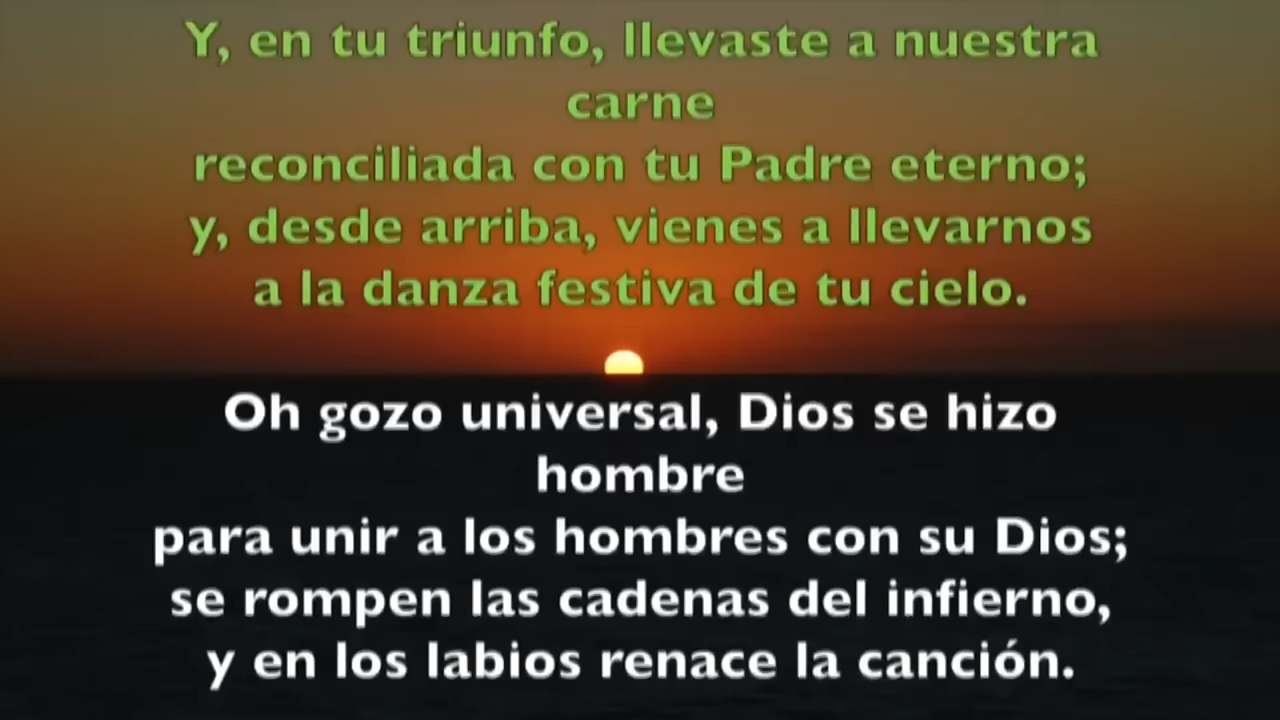 Y, en tu triunfo, llevaste a nuestra
carne
reconciliada con tu Padre eterno;
y, desde arriba, vienes a llevarnos
a la danza festiva de tu cielo.
Oh gozo universal, Dios se hizo
hombre
para unir a los hombres con su Dios;
se rompen las cadenas del infierno,
y en los labios renace la canción.